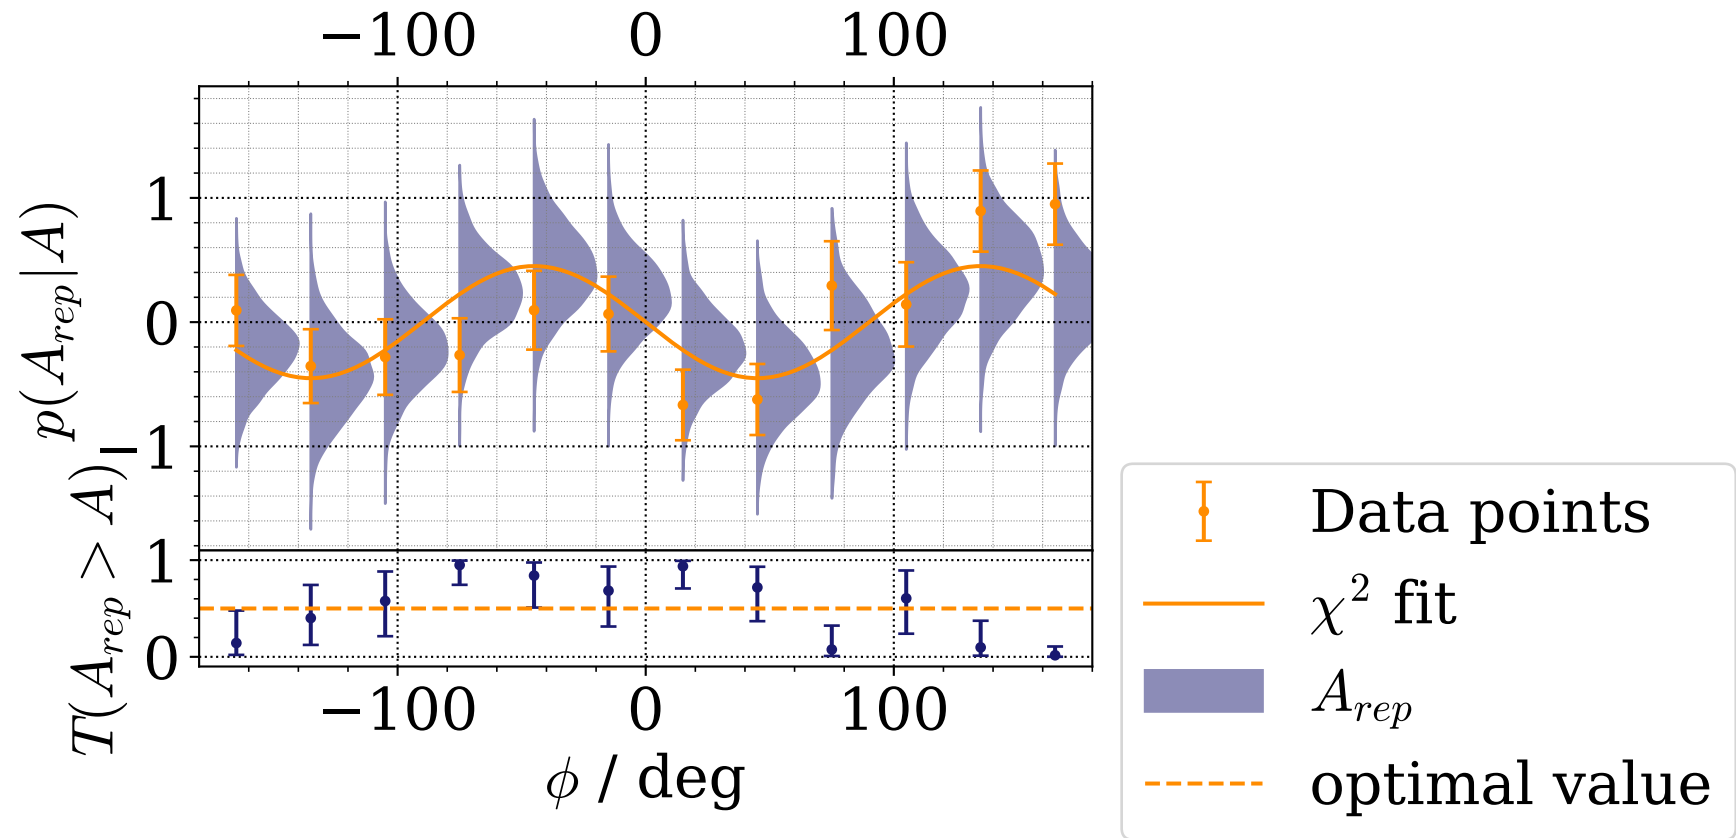 −100 0 100
p(A_rep|A)
1
0
−1
T(A_rep > A)
1
0
−100 0 100
ϕ / deg
Data points
χ² fit
A_rep
optimal value